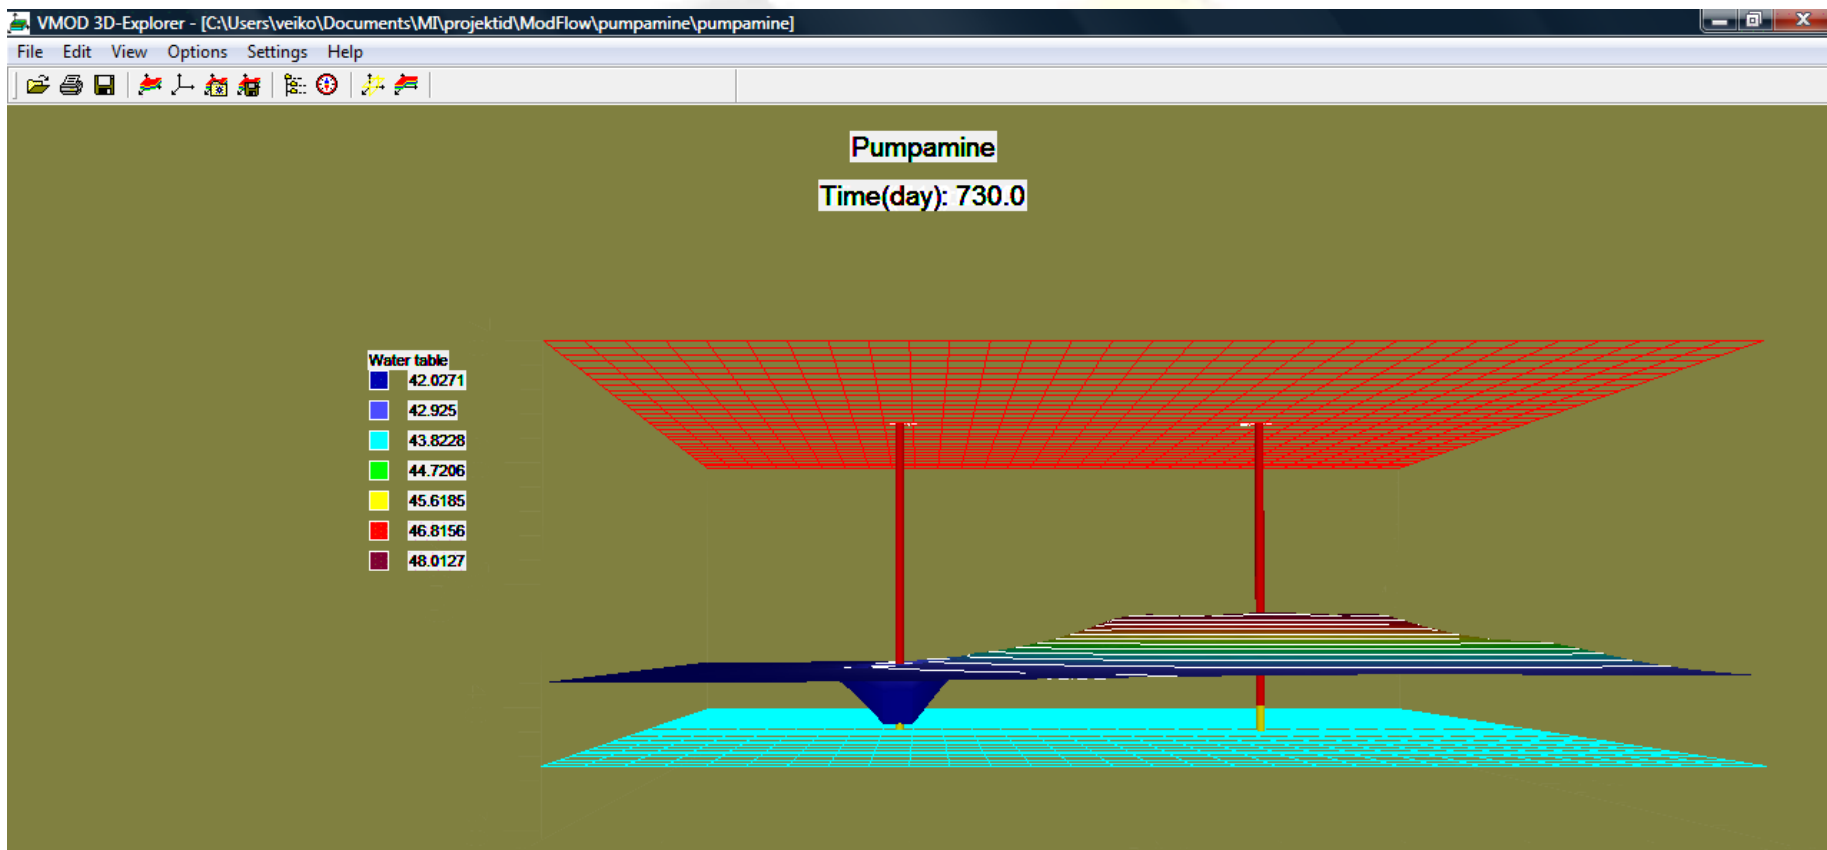 VMOD 3D-Explorer - [C:\Users\veiko\Documents\MI\projektid\ModFlow\pumpamine\pumpamine]
File Edit View Options Settings Help
Pumpamine
Time(day): 730.0
Water table
42.0271
42.925
43.8228
44.7206
45.6185
46.8156
48.0127